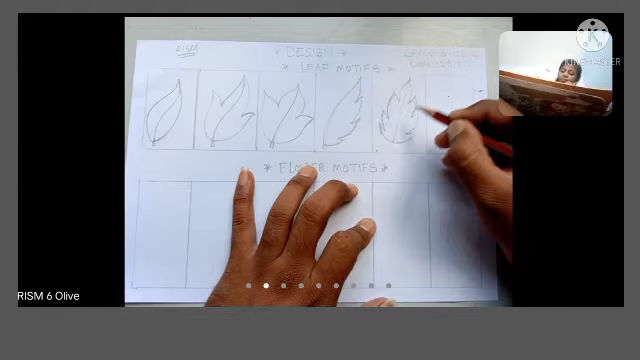 RISM
* DESIGN *
* LEAF MOTIFS *
* FLOWER MOTIFS *
KINEMASTER
RISM 6 Olive